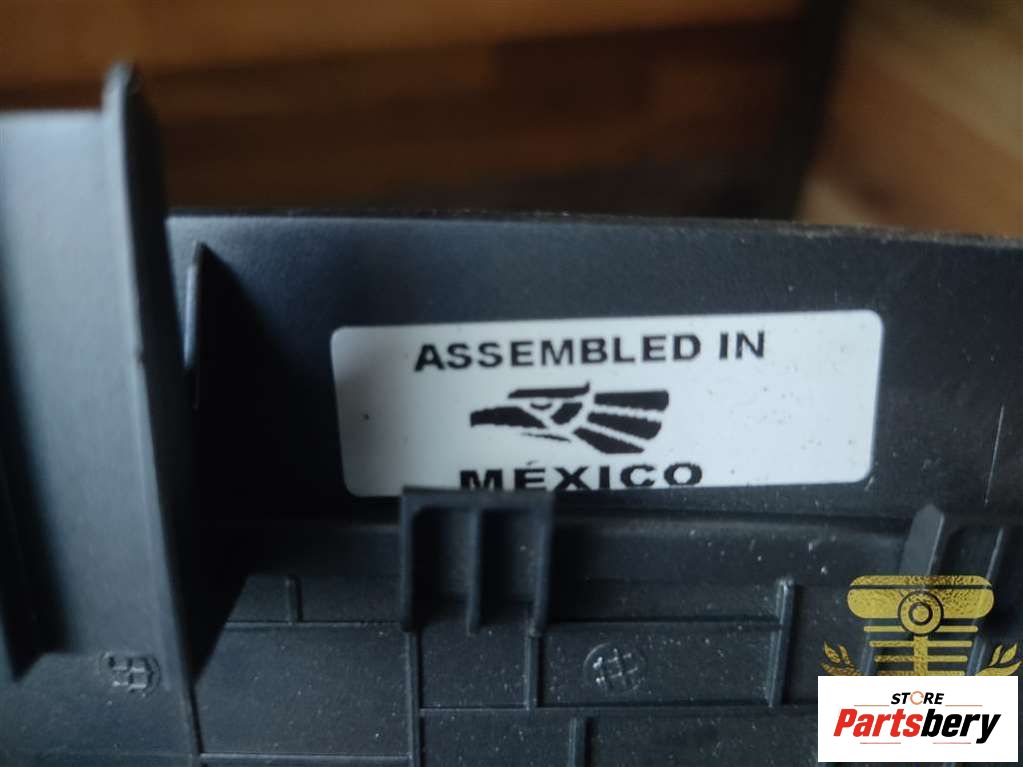 ASSEMBLED IN
MÉXICO
STORE
Partsbery